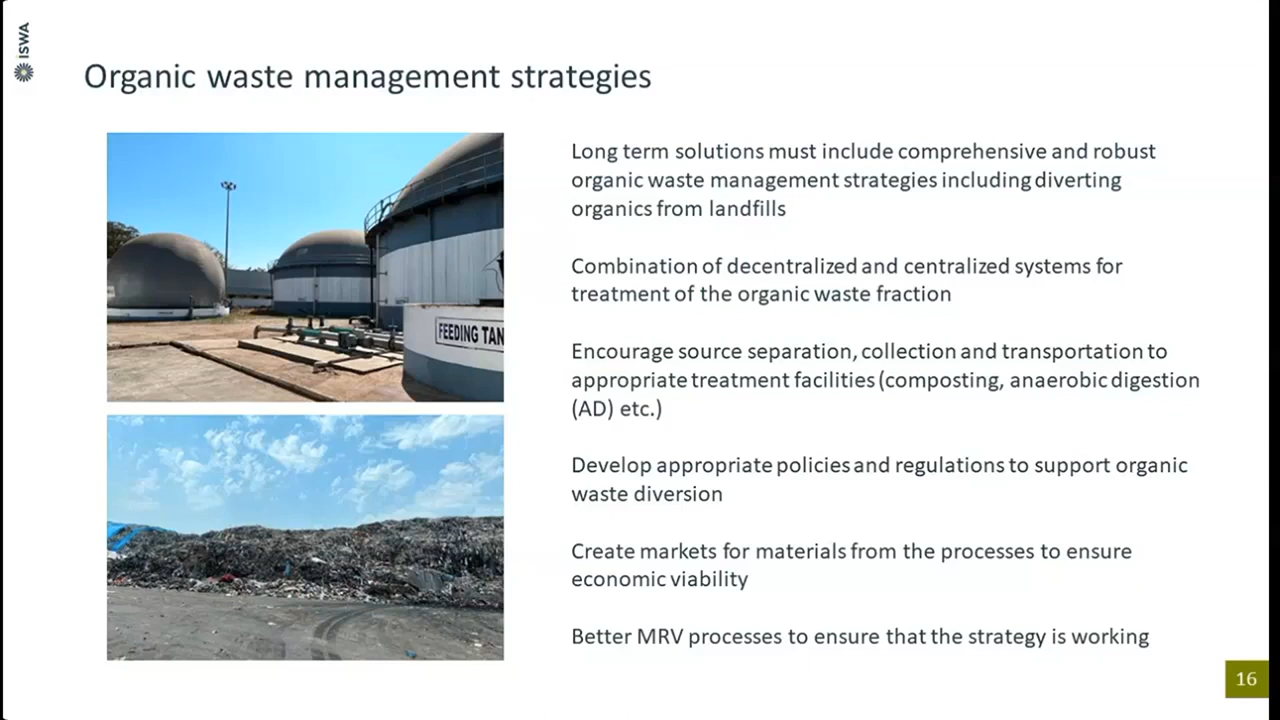 ISWA
Organic waste management strategies
FEEDING TAN
Long term solutions must include comprehensive and robust
organic waste management strategies including diverting
organics from landfills
Combination of decentralized and centralized systems for
treatment of the organic waste fraction
Encourage source separation, collection and transportation to
appropriate treatment facilities (composting, anaerobic digestion
(AD) etc.)
Develop appropriate policies and regulations to support organic
waste diversion
Create markets for materials from the processes to ensure
economic viability
Better MRV processes to ensure that the strategy is working
16